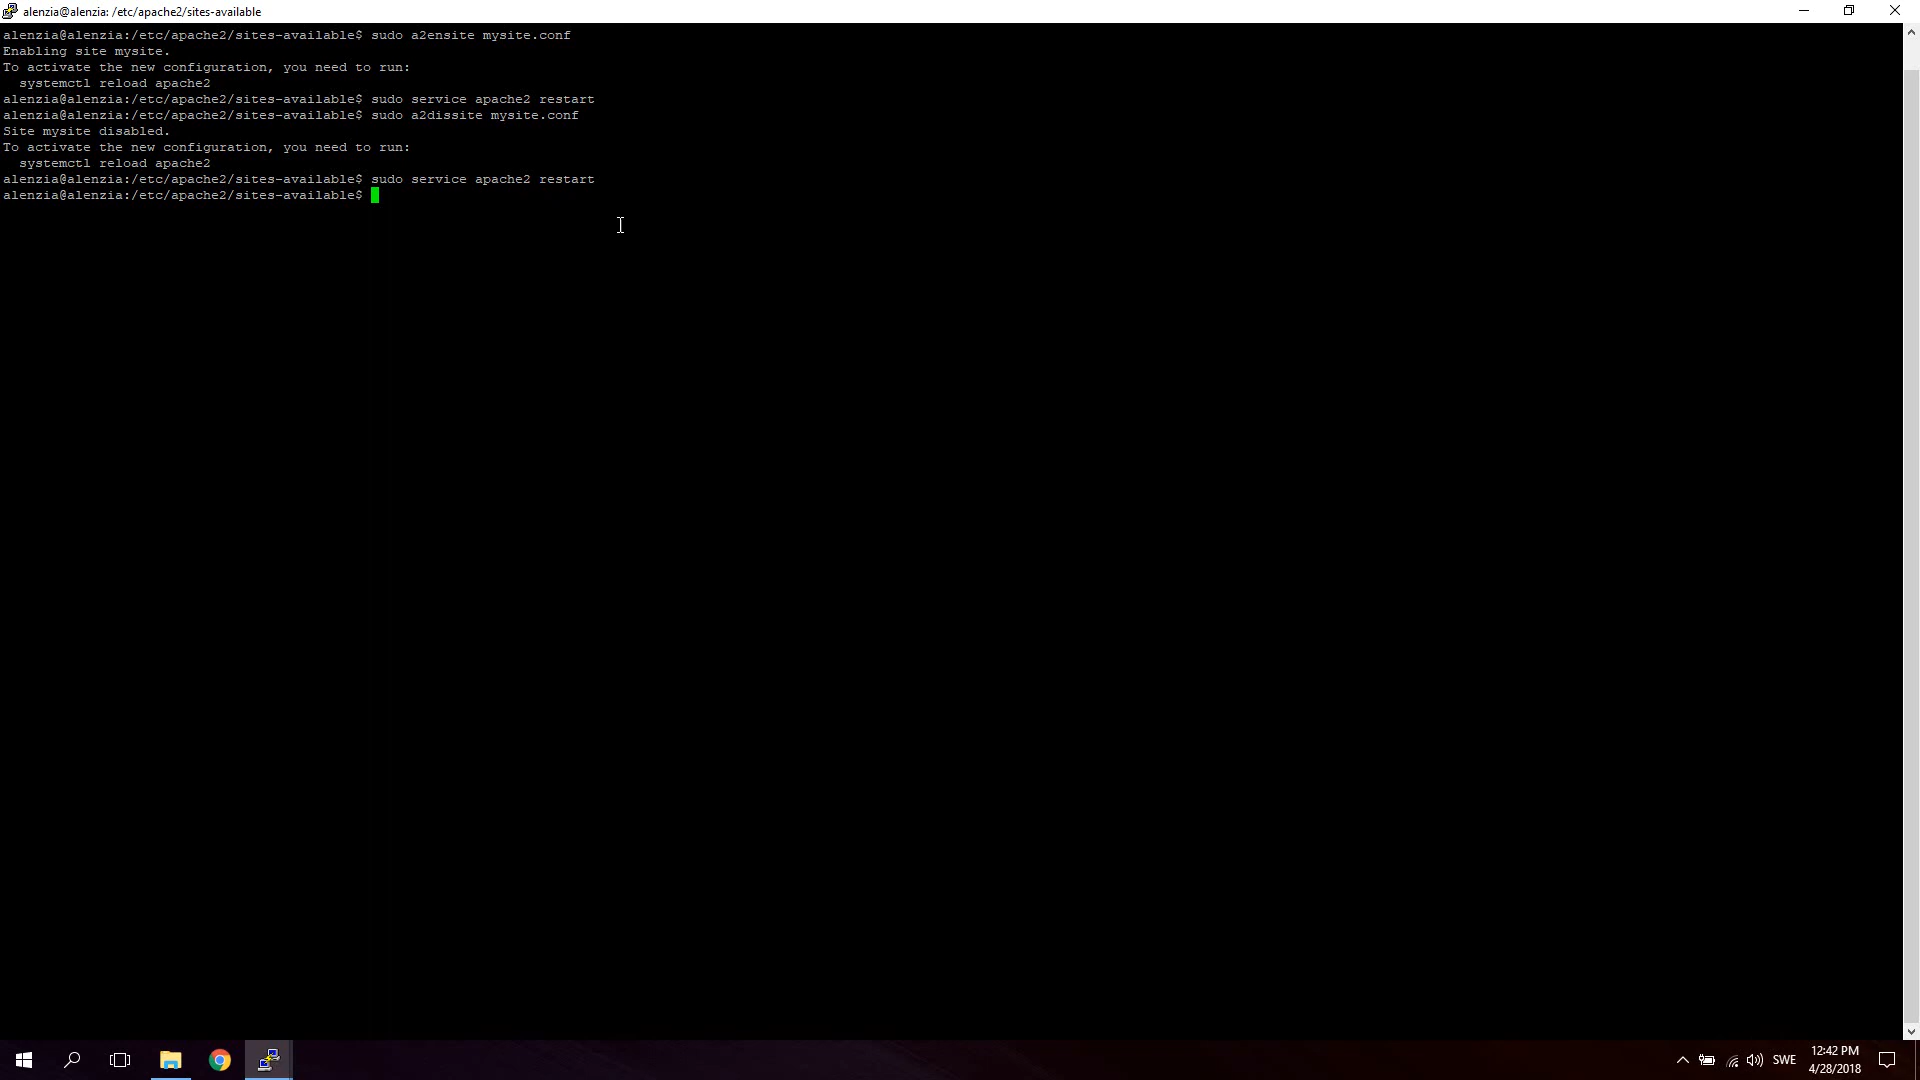 alenzia@alenzia: /etc/apache2/sites-available
alenzia@alenzia:/etc/apache2/sites-available$ sudo a2ensite mysite.conf
Enabling site mysite.
To activate the new configuration, you need to run:
  systemctl reload apache2
alenzia@alenzia:/etc/apache2/sites-available$ sudo service apache2 restart
alenzia@alenzia:/etc/apache2/sites-available$ sudo a2dissite mysite.conf
Site mysite disabled.
To activate the new configuration, you need to run:
  systemctl reload apache2
alenzia@alenzia:/etc/apache2/sites-available$ sudo service apache2 restart
alenzia@alenzia:/etc/apache2/sites-available$
SWE
12:42 PM
4/28/2018